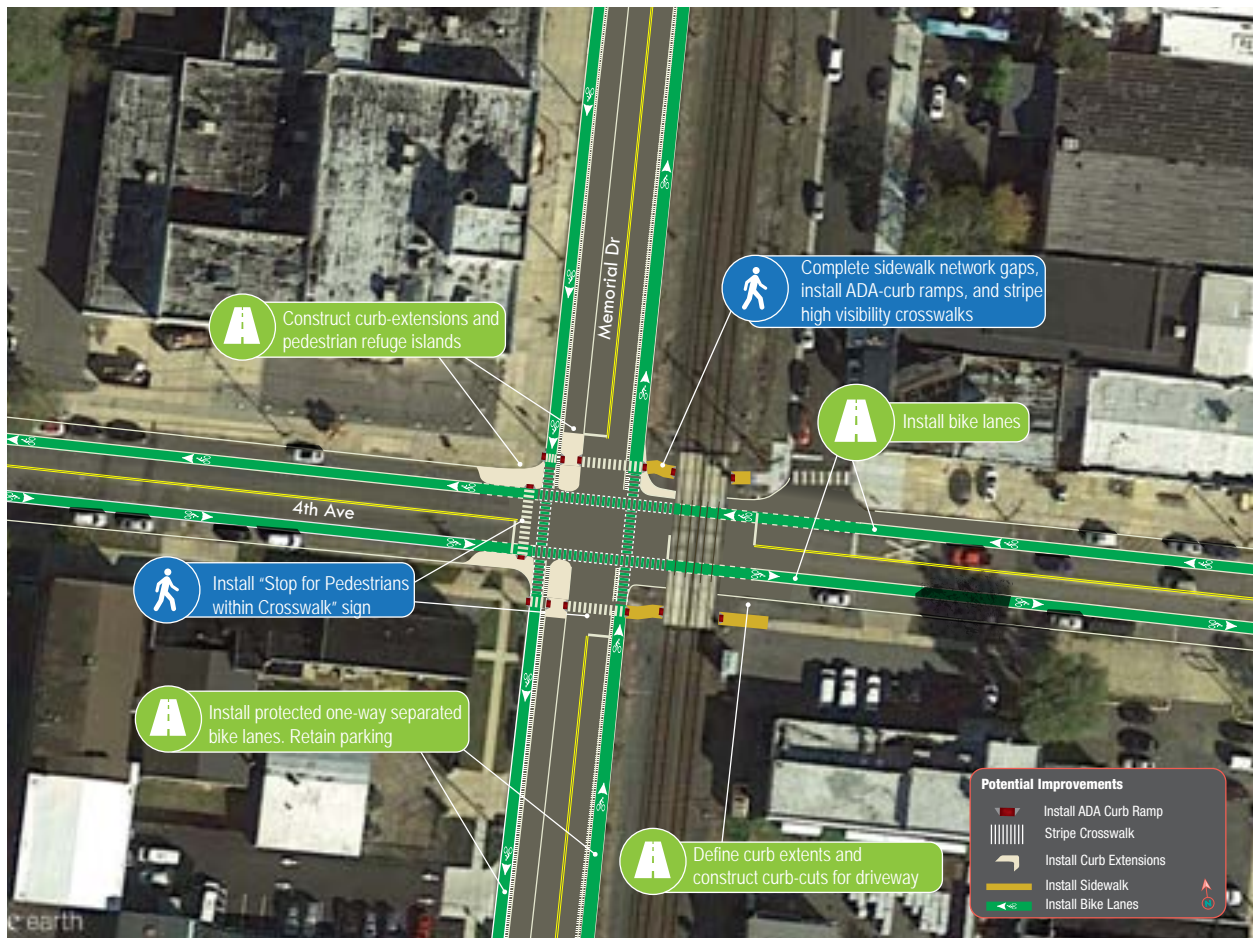 Memorial Dr
Complete sidewalk network gaps,
install ADA-curb ramps, and stripe
high visibility crosswalks
Construct curb-extensions and
pedestrian refuge islands
Install bike lanes
4th Ave
Install “Stop for Pedestrians
within Crosswalk” sign
Install protected one-way separated
bike lanes. Retain parking
Define curb extents and
construct curb-cuts for driveway
Potential Improvements
Install ADA Curb Ramp
Stripe Crosswalk
Install Curb Extensions
Install Sidewalk
Install Bike Lanes
N
earth